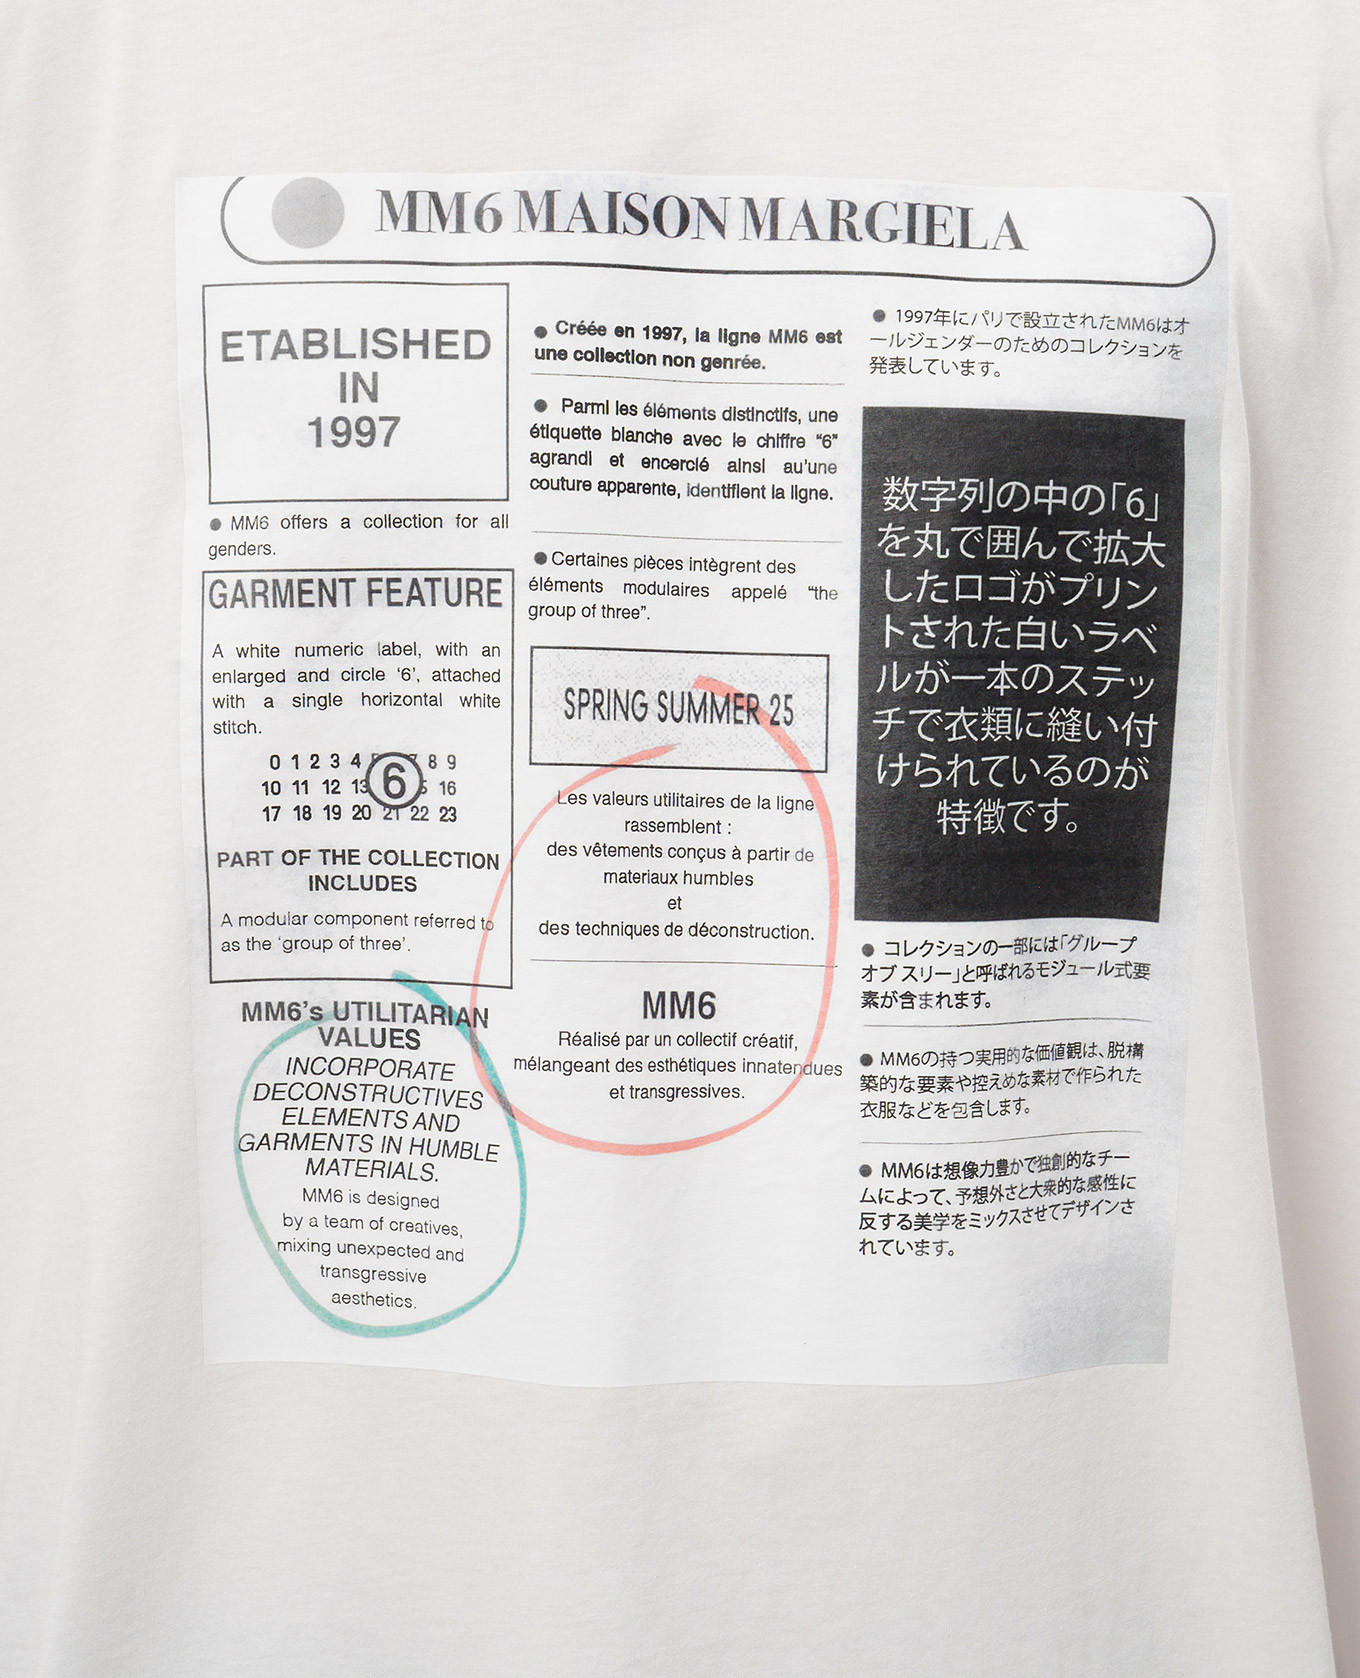 MM6 MAISON MARGIELA
ETABLISHED
IN
1997
● MM6 offers a collection for all
genders.
GARMENT FEATURE
A white numeric label, with an
enlarged and circle ‘6’, attached
with a single horizontal white
stitch.
0 1 2 3 4 8 9
10 11 12 13 6 16
17 18 19 20 21 22 23
PART OF THE COLLECTION
INCLUDES
A modular component referred to
as the ‘group of three’.
MM6’s UTILITARIAN
VALUES
INCORPORATE
DECONSTRUCTIVES
ELEMENTS AND
GARMENTS IN HUMBLE
MATERIALS.
MM6 is designed
by a team of creatives,
mixing unexpected and
transgressive
aesthetics.
● Créée en 1997, la ligne MM6 est
une collection non genrée.
● Parmi les éléments distinctifs, une
étiquette blanche avec le chiffre “6”
agrandi et encerclé ainsi au’une
couture apparente, identifient la ligne.
● Certaines pièces intègrent des
éléments modulaires appelé “the
group of three”.
SPRING SUMMER 25
Les valeurs utilitaires de la ligne
rassemblent :
des vêtements conçus à partir de
materiaux humbles
et
des techniques de déconstruction.
MM6
Réalisé par un collectif créatif,
mélangeant des esthétiques innatendues
et transgressives.
● 1997年にパリで設立されたMM6はオ
ールジェンダーのためのコレクションを
発表しています。
数字列の中の「6」
を丸で囲んで拡大
したロゴがプリン
トされた白いラベ
ルが一本のステッ
チで衣類に縫い付
けられているのが
特徴です。
● コレクションの一部には「グループ
オブ スリー」と呼ばれるモジュール式要
素が含まれます。
● MM6の持つ実用的な価値観は、脱構
築的な要素や控えめな素材で作られた
衣服などを包含します。
● MM6は想像力豊かで独創的なチー
ムによって、予想外さと大衆的な感性に
反する美学をミックスさせてデザインさ
れています。